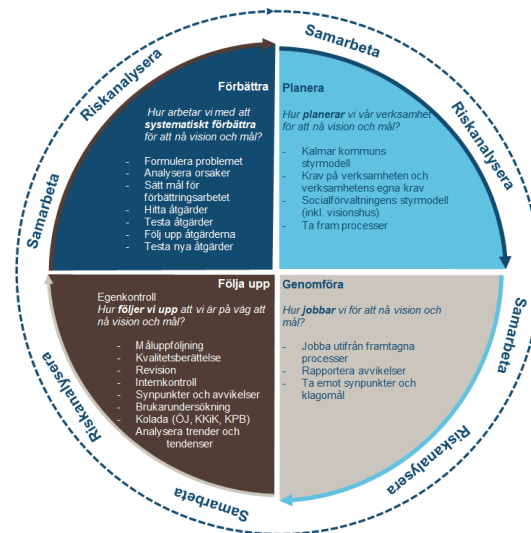 Förbättra
Hur arbetar vi med att
systematiskt förbättra
för att nå vision och mål?
- Formulera problemet
- Analysera orsaker
- Sätt mål för
förbättringsarbetet
- Hitta åtgärder
- Testa åtgärder
- Följ upp åtgärderna
- Testa nya åtgärder
Planera
Hur planerar vi vår verksamhet
för att nå vision och mål?
- Kalmar kommuns
styrmodell
- Krav på verksamheten och
verksamhetens egna krav
- Socialförvaltningens styrmodell
(inkl. visionshus)
- Ta fram processer
Följa upp
Egenkontroll
Hur följer vi upp att vi är på väg att
nå vision och mål?
- Måluppföljning
- Kvalitetsberättelse
- Revision
- Internkontroll
- Synpunkter och avvikelser
- Brukarundersökning
- Kolada (ÖJ, KKiK, KPB)
- Analysera trender och
tendenser
Genomföra
Hur jobbar vi för att nå vision och
mål?
- Jobba utifrån framtagna
processer
- Rapportera avvikelser
- Ta emot synpunkter och
klagomål
Samarbeta
Riskanalysera
Samarbeta
Riskanalysera
Samarbeta
Riskanalysera
Samarbeta
Riskanalysera